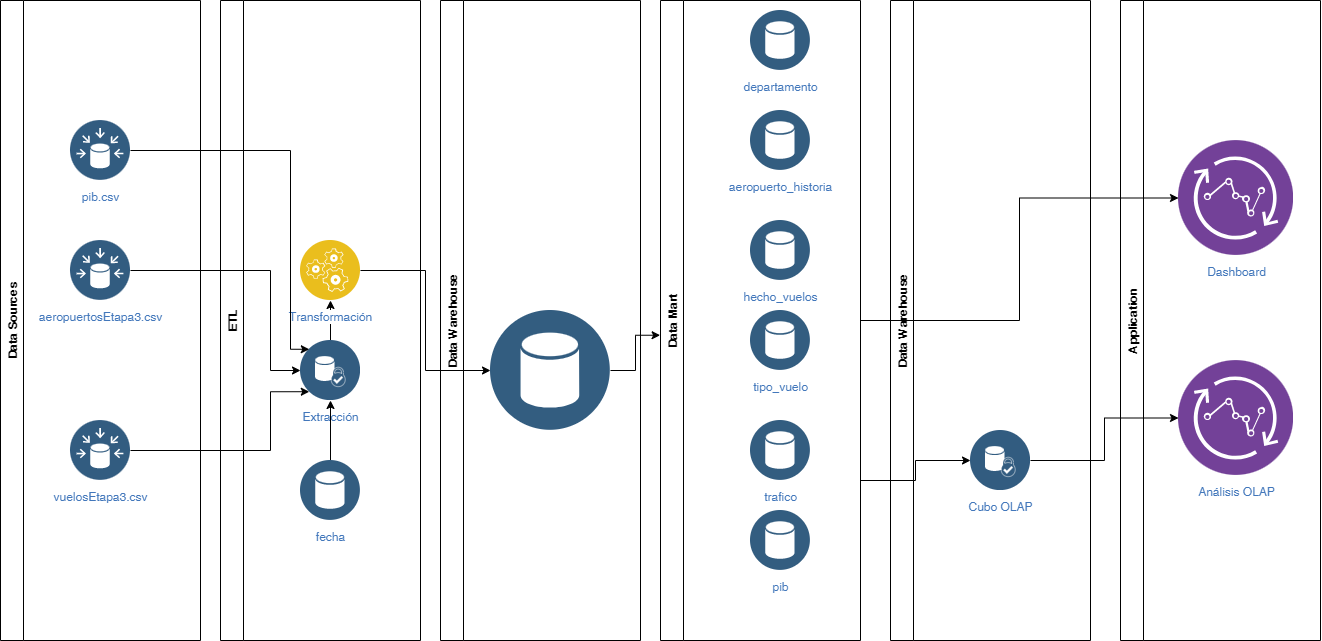 Data Sources
pib.csv
aeropuertosEtapa3.csv
vuelosEtapa3.csv
ETL
Transformación
Extracción
fecha
Data Warehouse
Data Mart
departamento
aeropuerto_historia
hecho_vuelos
tipo_vuelo
trafico
pib
Data Warehouse
Cubo OLAP
Application
Dashboard
Análisis OLAP